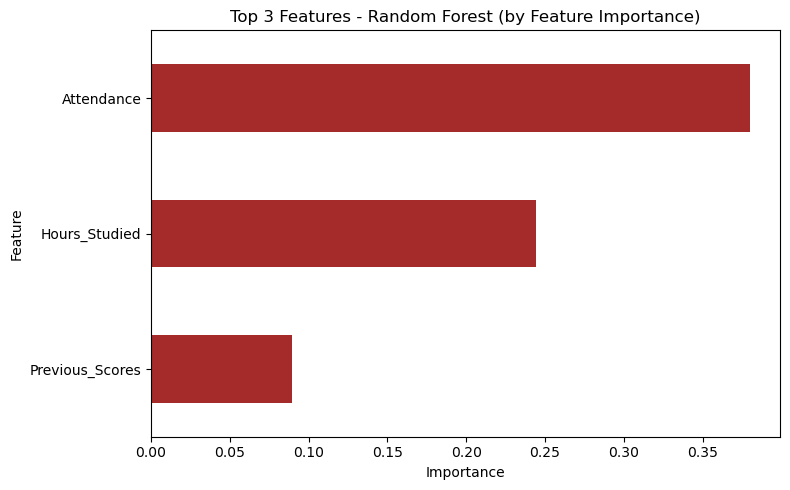 Top 3 Features - Random Forest (by Feature Importance)
Attendance
Hours_Studied
Previous_Scores
Feature
0.00 0.05 0.10 0.15 0.20 0.25 0.30 0.35
Importance